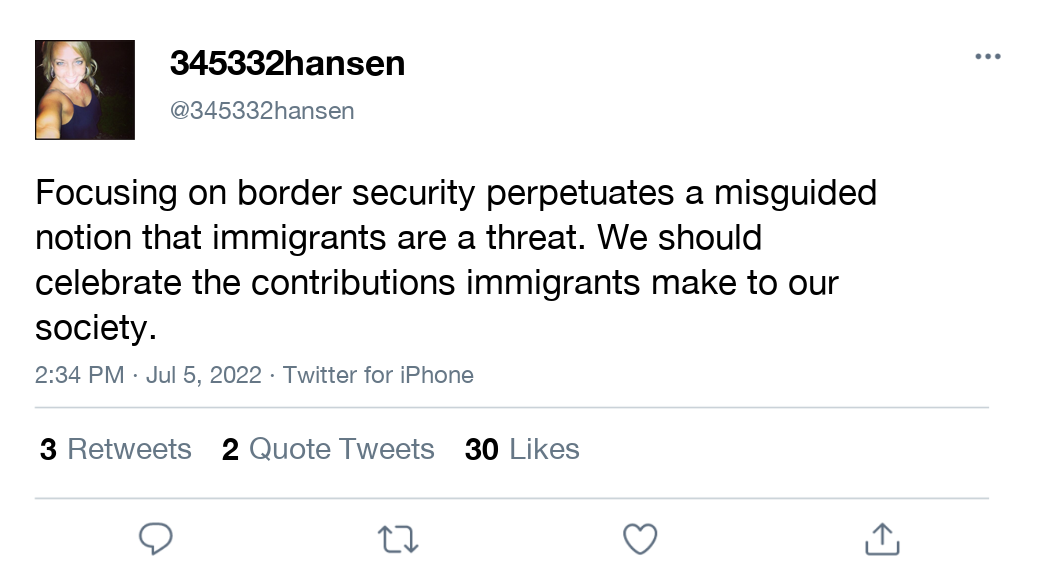 345332hansen
@345332hansen
Focusing on border security perpetuates a misguided
notion that immigrants are a threat. We should
celebrate the contributions immigrants make to our
society.
2:34 PM · Jul 5, 2022 · Twitter for iPhone
3 Retweets 2 Quote Tweets 30 Likes